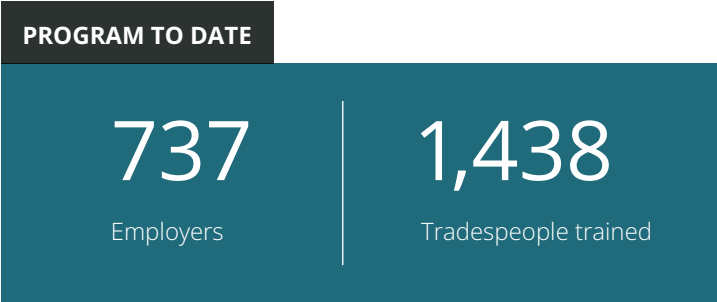 PROGRAM TO DATE
737
Employers
1,438
Tradespeople trained